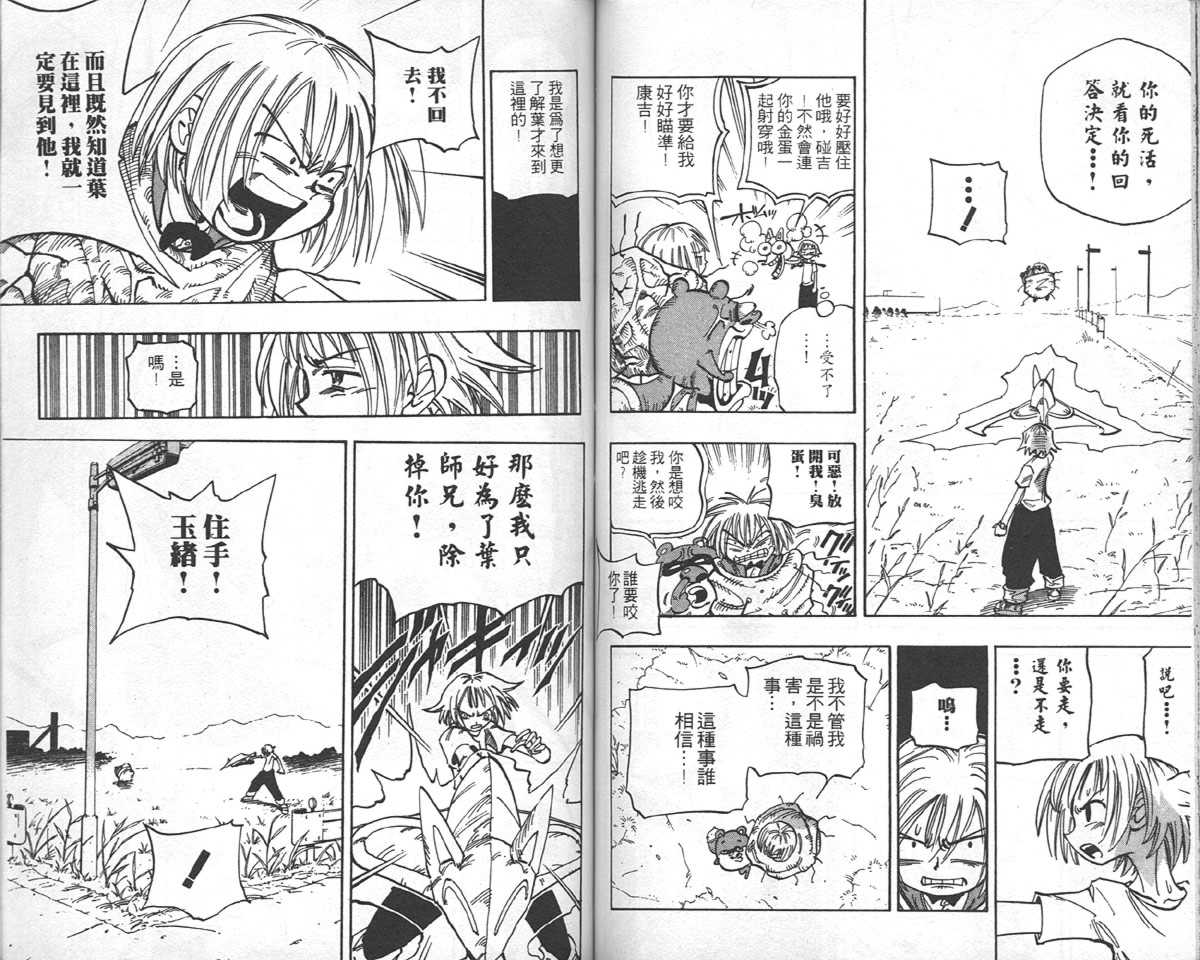 你的死活，
就看你的回
答決定…！
…！
要好好壓住
他哦，碰吉
！不然會連
你的金蛋一
起射穿哦！
你才要給我
好好瞄準！
康吉！
…受不了
…！
可惡！放
開我！臭
蛋！
你是想咬
我，然後
趁機逃走
吧？
誰要咬
你了！
說吧…！
你要走，
還是不走
…？
嗚…
我不管我
是不是禍
害，這種
事…
這種事誰
相信…！
我是為了想更
了解葉才來到
這裡的！
我不回
去！
而且既然知道葉
在這裡，我就一
定要見到他！
…是
嗎！
那麼我只
好為了葉
師兄，除
掉你！
住手！
玉緒！
！